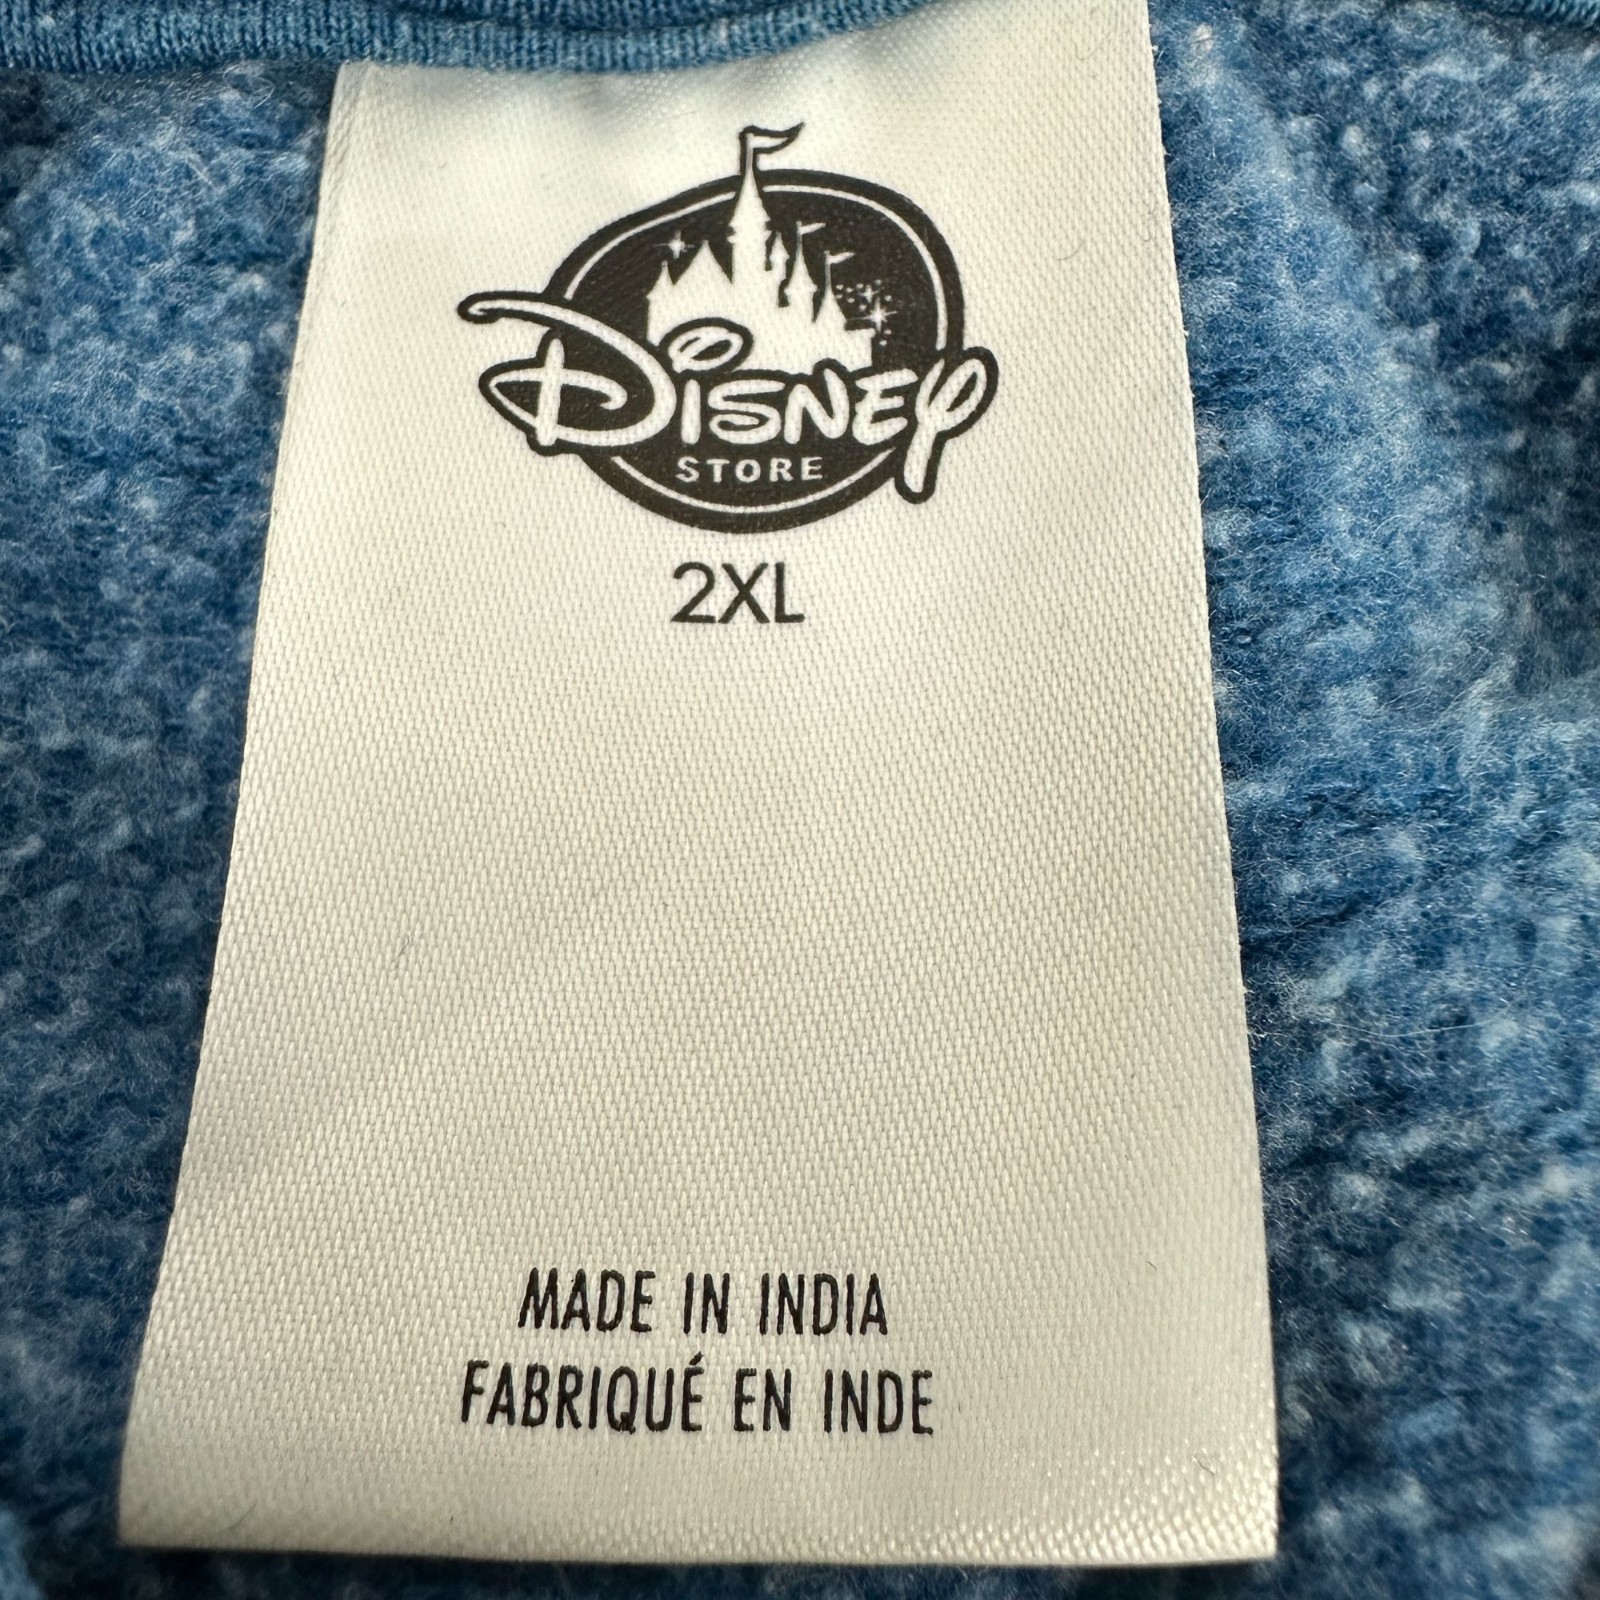 Disney
STORE
2XL
MADE IN INDIA
FABRIQUÉ EN INDE